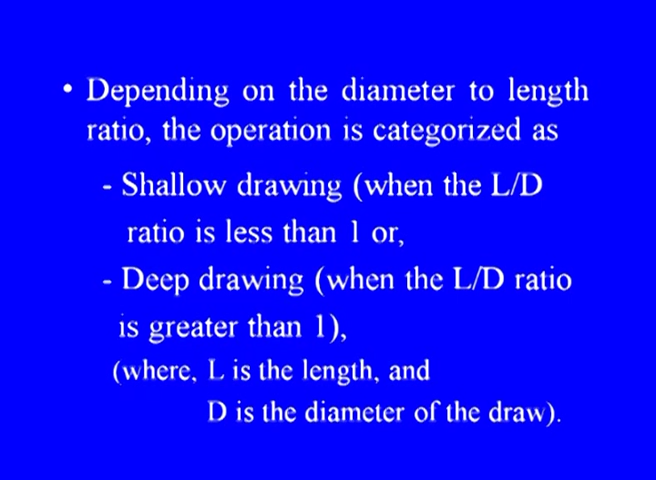 • Depending on the diameter to length
ratio, the operation is categorized as
- Shallow drawing (when the L/D
ratio is less than 1 or,
- Deep drawing (when the L/D ratio
is greater than 1),
(where, L is the length, and
D is the diameter of the draw).